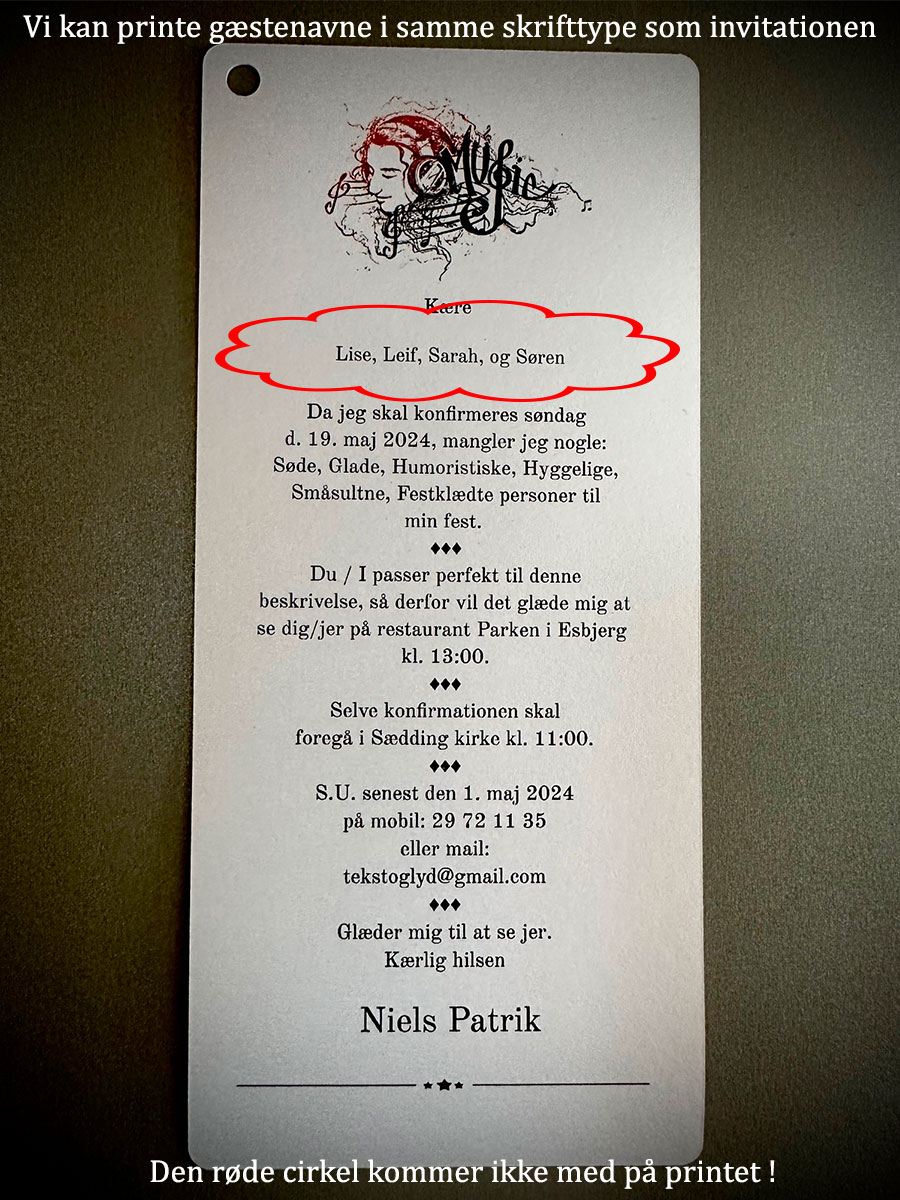 Vi kan printe gæstenavne i samme skrifttype som invitationen
Music
Kære
Lise, Leif, Sarah, og Søren
Da jeg skal konfirmeres søndag
d. 19. maj 2024, mangler jeg nogle:
Søde, Glade, Humoristiske, Hyggelige,
Småsultne, Festklædte personer til
min fest.
Du / I passer perfekt til denne
beskrivelse, så derfor vil det glæde mig at
se dig/jer på restaurant Parken i Esbjerg
kl. 13:00.
Selve konfirmationen skal
foregå i Sædding kirke kl. 11:00.
S.U. senest den 1. maj 2024
på mobil: 29 72 11 35
eller mail:
tekstoglyd@gmail.com
Glæder mig til at se jer.
Kærlig hilsen
Niels Patrik
Den røde cirkel kommer ikke med på printet !